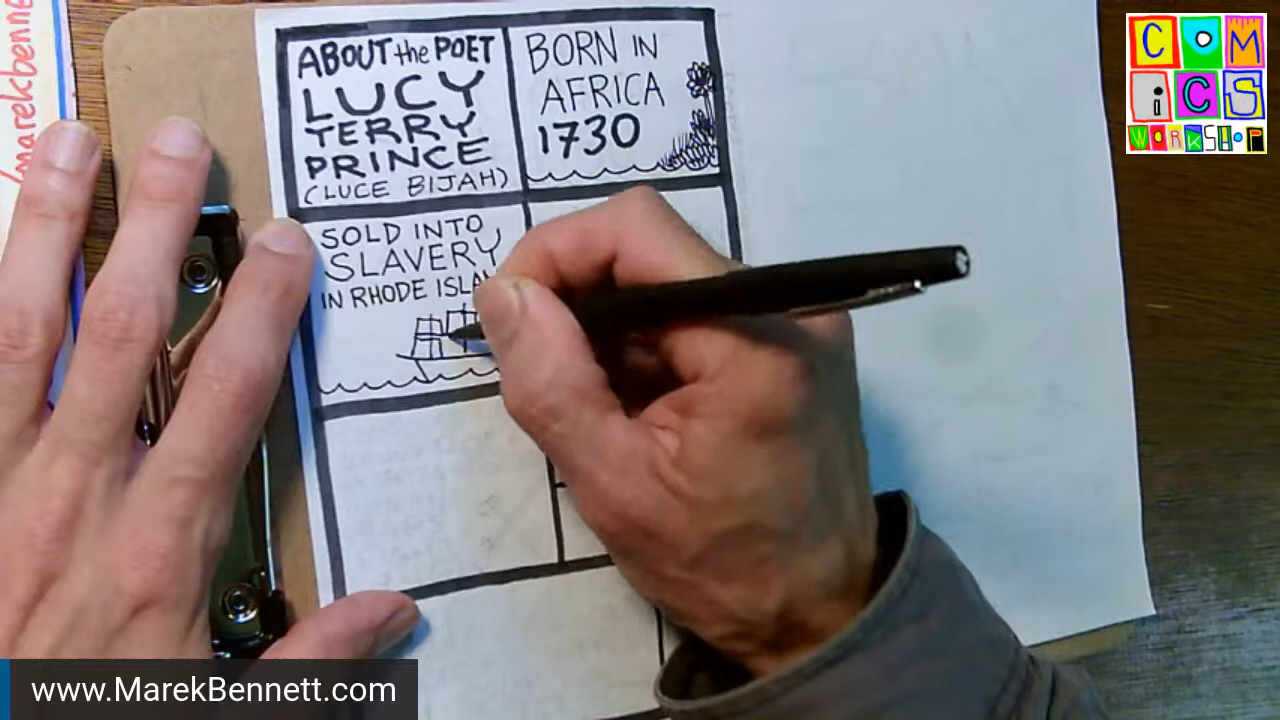 ABOUT the POET
LUCY
TERRY
PRINCE
(LUCE BIJAH)
BORN IN
AFRICA
1730
SOLD INTO
SLAVERY
IN RHODE
COMiCS
WORKSHOP
/marekbenne
www.MarekBennett.com